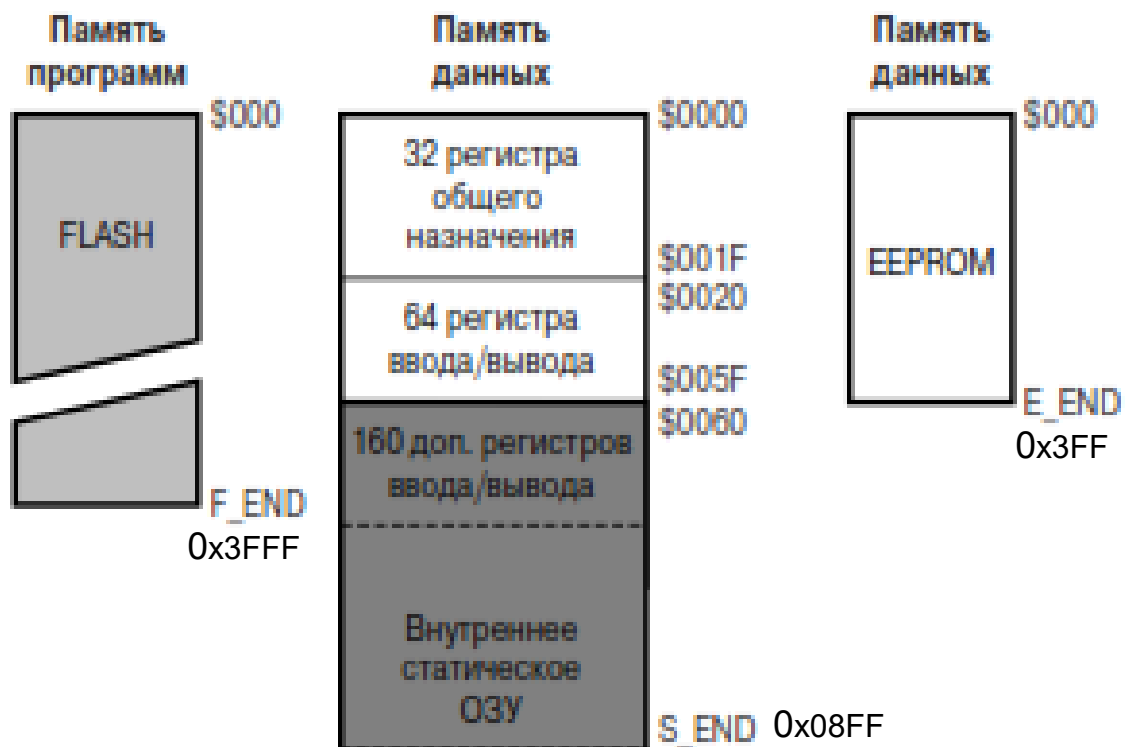 Память
программ
$000
FLASH
F_END
0x3FFF
Память
данных
$0000
32 регистра
общего
назначения
$001F
$0020
64 регистра
ввода/вывода
$005F
$0060
160 доп. регистров
ввода/вывода
Внутреннее
статическое
ОЗУ
S_END 0x08FF
Память
данных
$000
EEPROM
E_END
0x3FF